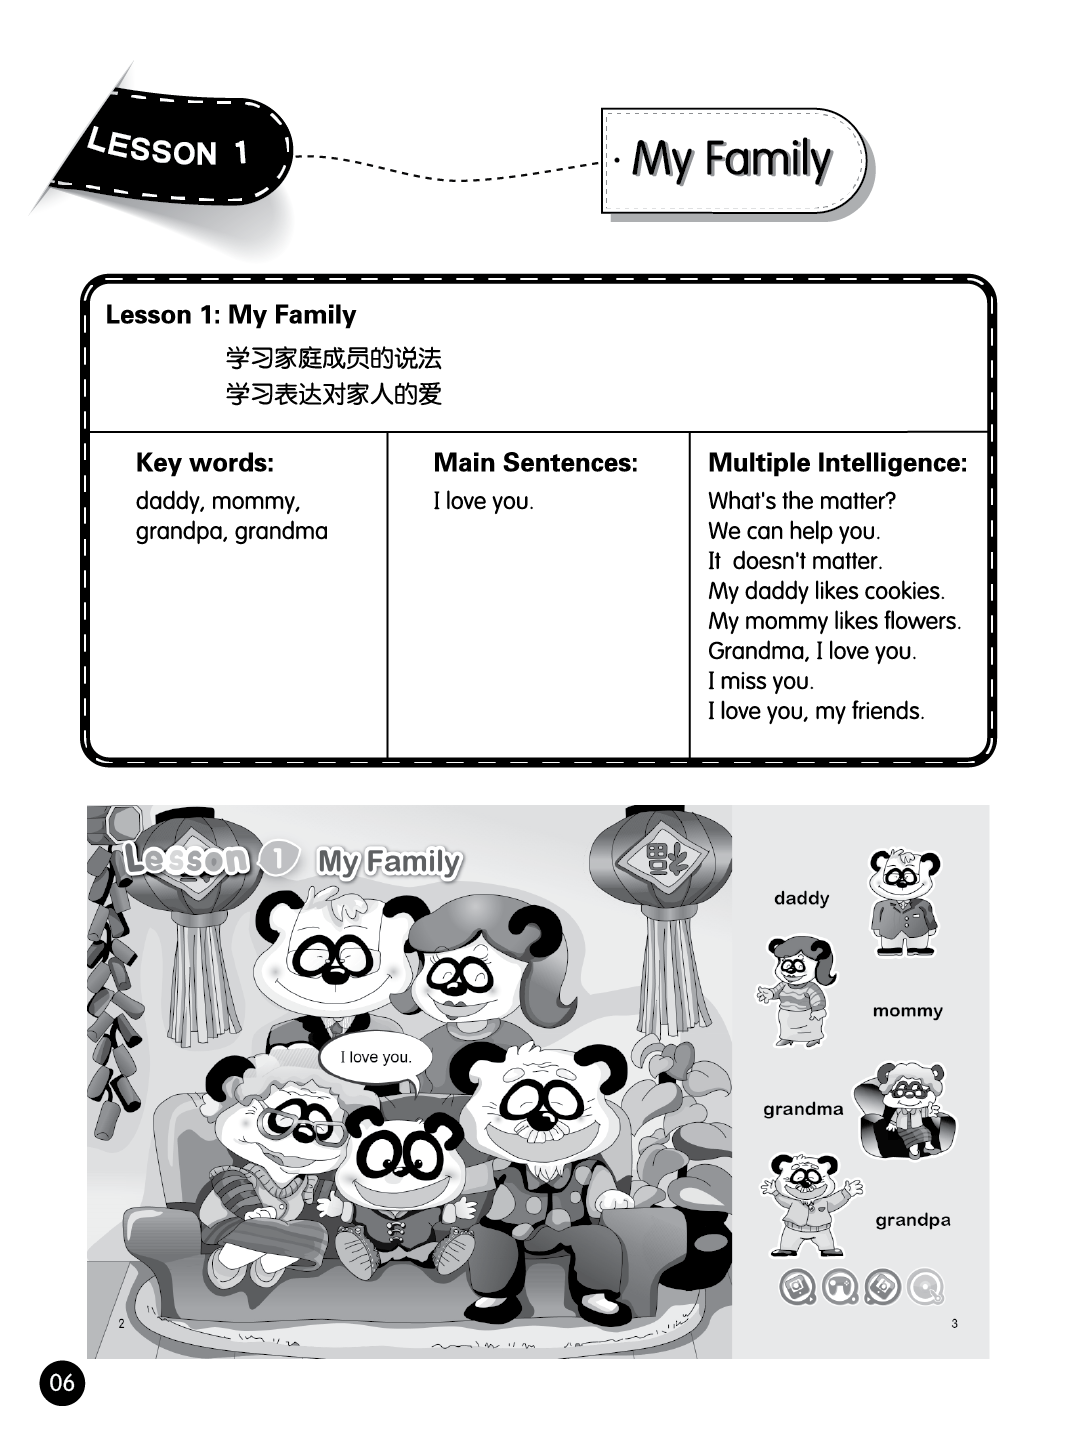 LESSON 1
My Family
Lesson 1: My Family
学习家庭成员的说法
学习表达对家人的爱
Key words:
daddy, mommy,
grandpa, grandma
Main Sentences:
I love you.
Multiple Intelligence:
What's the matter?
We can help you.
It  doesn't matter.
My daddy likes cookies.
My mommy likes flowers.
Grandma, I love you.
I miss you.
I love you, my friends.
Lesson 1 My Family
福
I love you.
daddy
mommy
grandma
grandpa
2
3
06